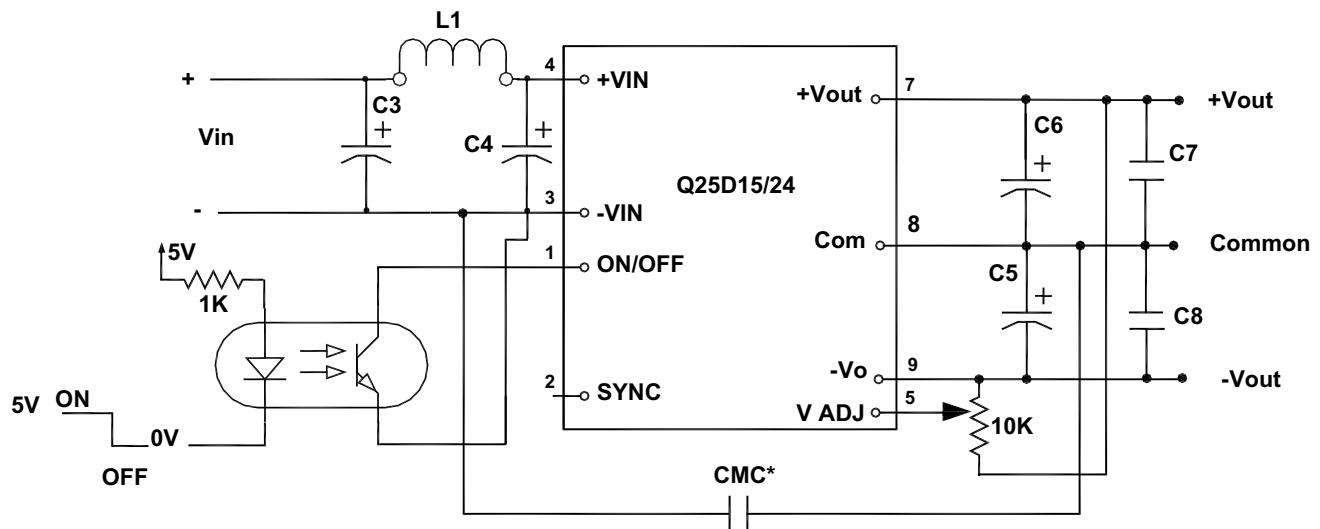 L1
+
4
+VIN
7
+Vout
+Vout
C3
+
C4
+
C6
+
C7
Vin
Q25D15/24
-
3
-VIN
8
Com
Common
5V
1
ON/OFF
C5
+
1K
C8
-Vo
9
-Vout
2
SYNC
5
V ADJ
10K
5V
ON
0V
OFF
CMC*